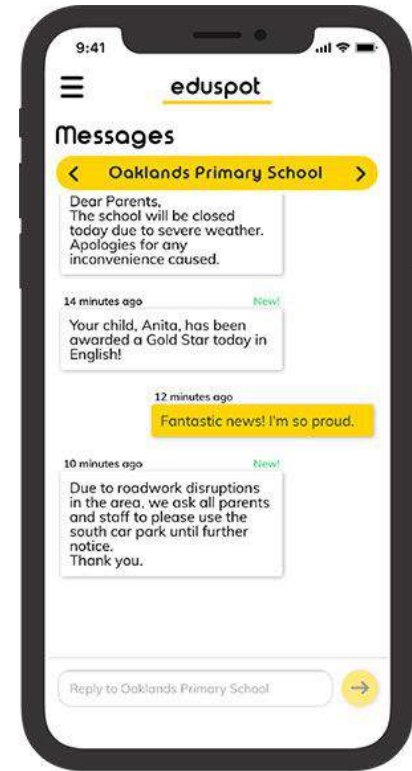 9:41
eduspot
Messages
Oaklands Primary School
Dear Parents,
The school will be closed
today due to severe weather.
Apologies for any
inconvenience caused.
14 minutes ago New!
Your child, Anita, has been
awarded a Gold Star today in
English!
12 minutes ago
Fantastic news! I'm so proud.
10 minutes ago New!
Due to roadwork disruptions
in the area, we ask all parents
and staff to please use the
south car park until further
notice.
Thank you.
Reply to Oaklands Primary School